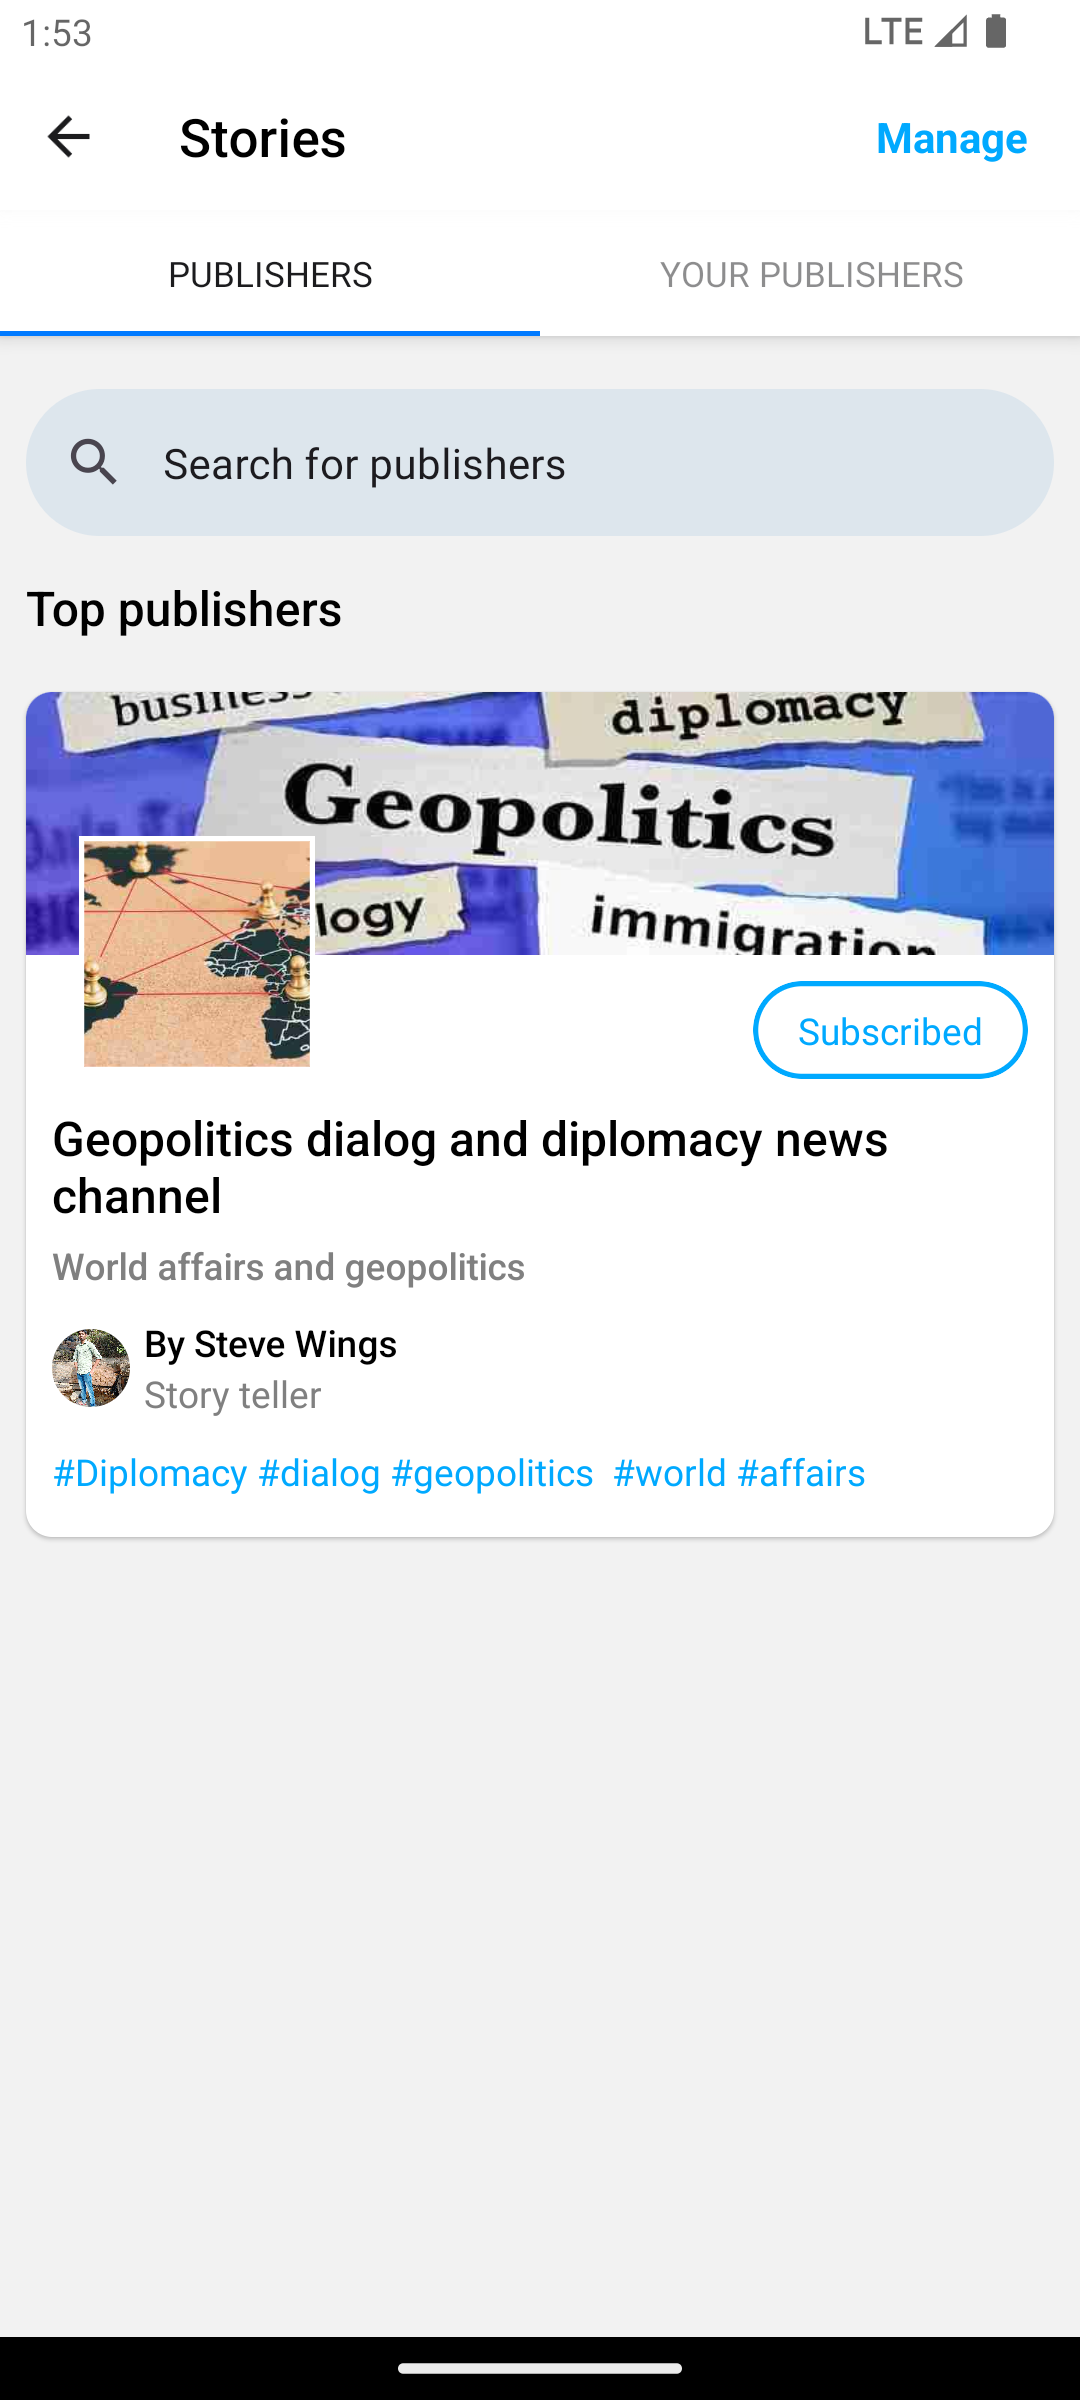 1:53
LTE
Stories
Manage
PUBLISHERS
YOUR PUBLISHERS
Search for publishers
Top publishers
business
diplomacy
Geopolitics
logy
immigration
Subscribed
Geopolitics dialog and diplomacy news
channel
World affairs and geopolitics
By Steve Wings
Story teller
#Diplomacy #dialog #geopolitics #world #affairs